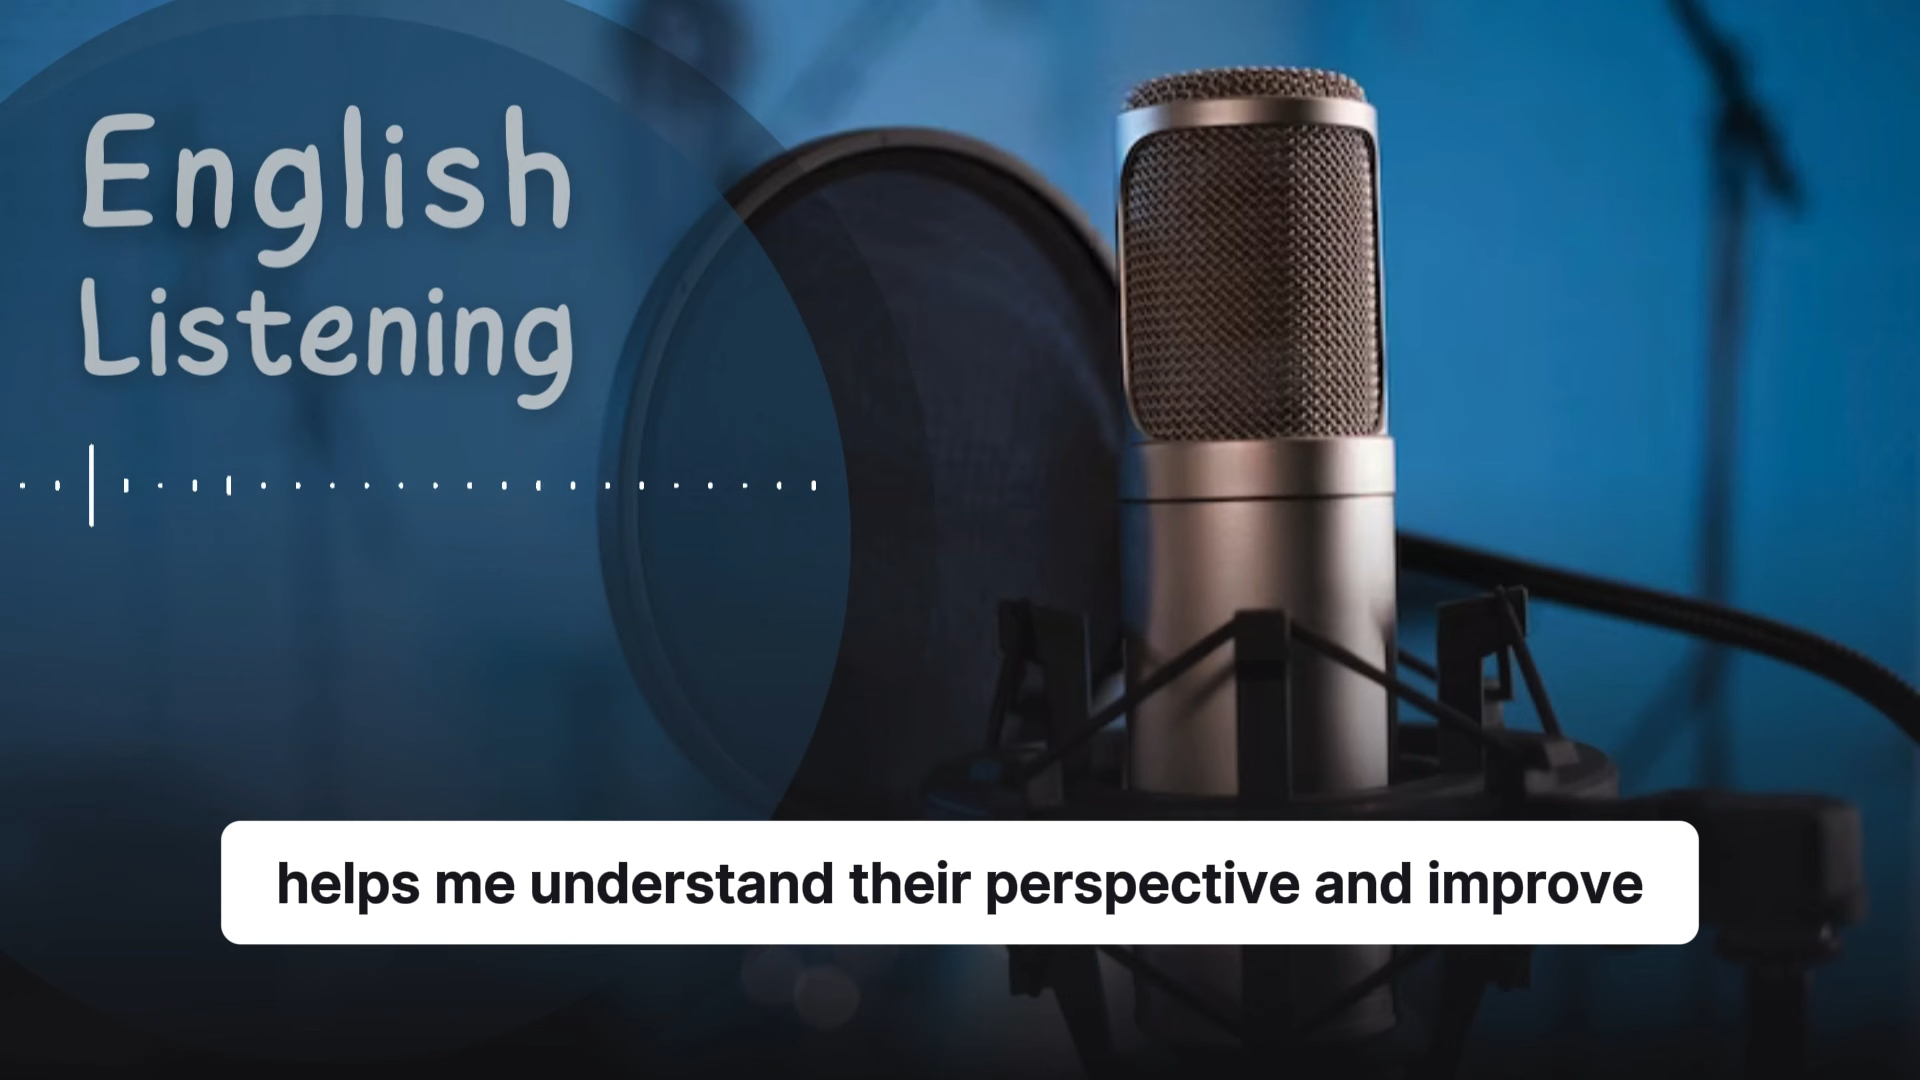 English
Listening
helps me understand their perspective and improve